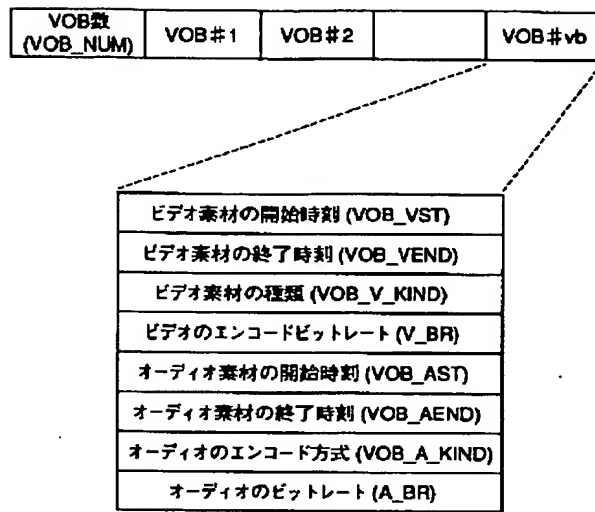 VOB数
(VOB_NUM)
VOB#1
VOB#2
VOB#vb
ビデオ素材の開始時刻 (VOB_VST)
ビデオ素材の終了時刻 (VOB_VEND)
ビデオ素材の種類 (VOB_V_KIND)
ビデオのエンコードビットレート (V_BR)
オーディオ素材の開始時刻 (VOB_AST)
オーディオ素材の終了時刻 (VOB_AEND)
オーディオのエンコード方式 (VOB_A_KIND)
オーディオのビットレート (A_BR)